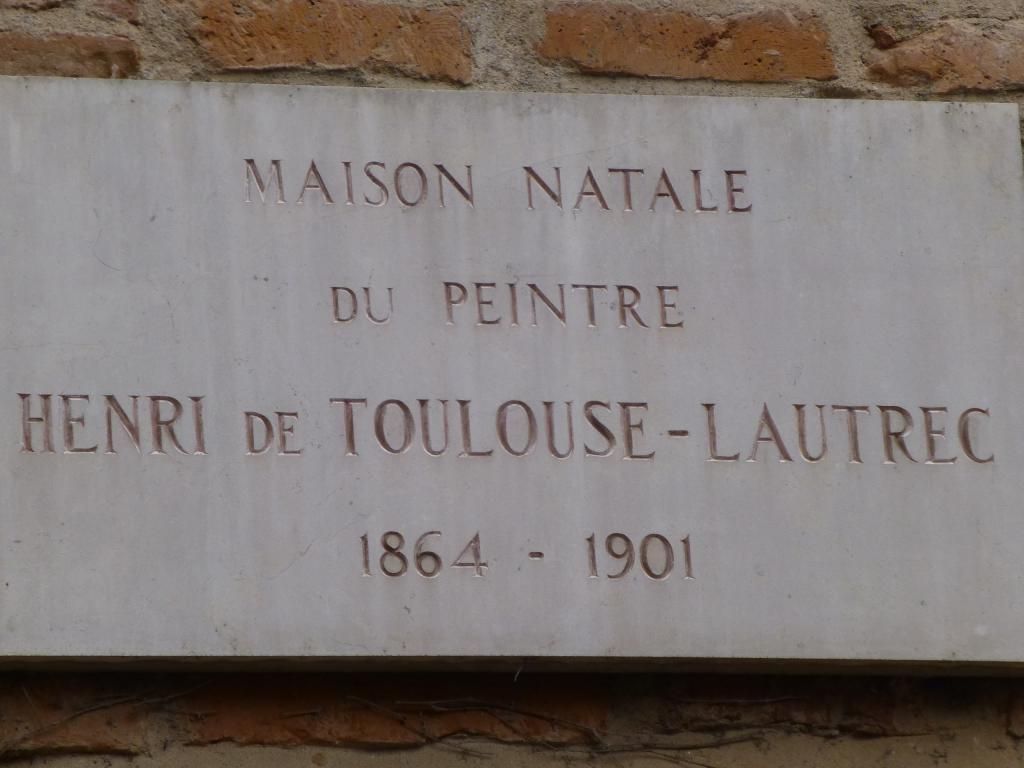 MAISON NATALE
DU PEINTRE
HENRI DE TOULOUSE-LAUTREC
1864 - 1901